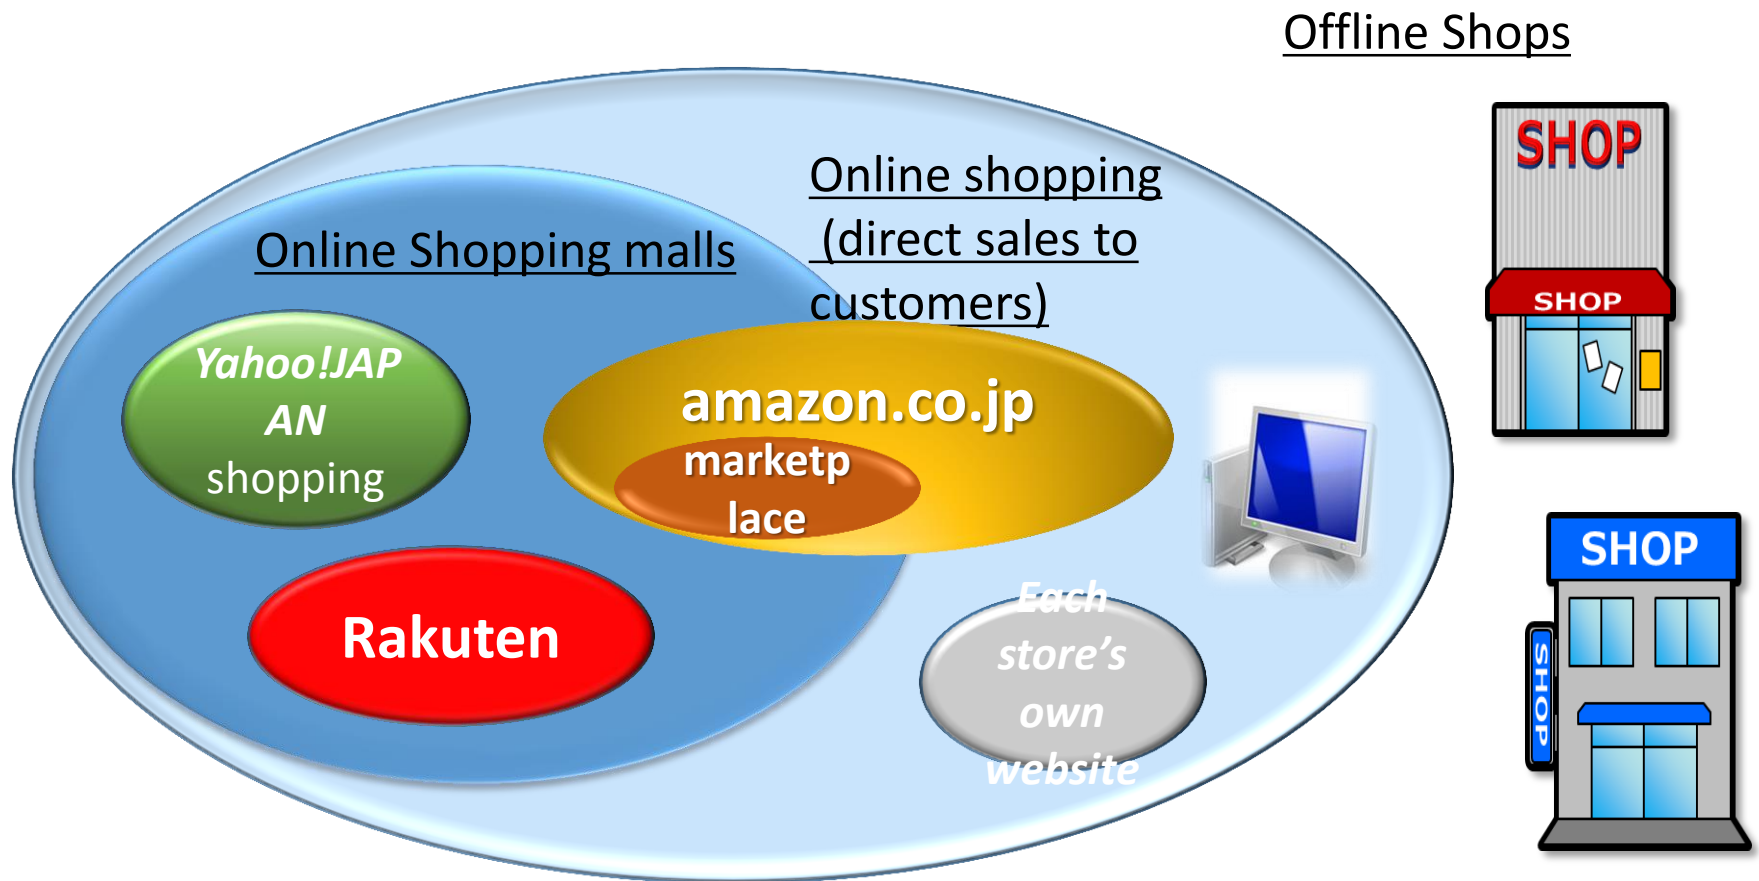 Offline Shops
SHOP
SHOP
Online shopping
(direct sales to
customers)
Online Shopping malls
Yahoo!JAP
AN
shopping
amazon.co.jp
marketp
lace
Rakuten
Each
store’s
own
website
SHOP
SHOP